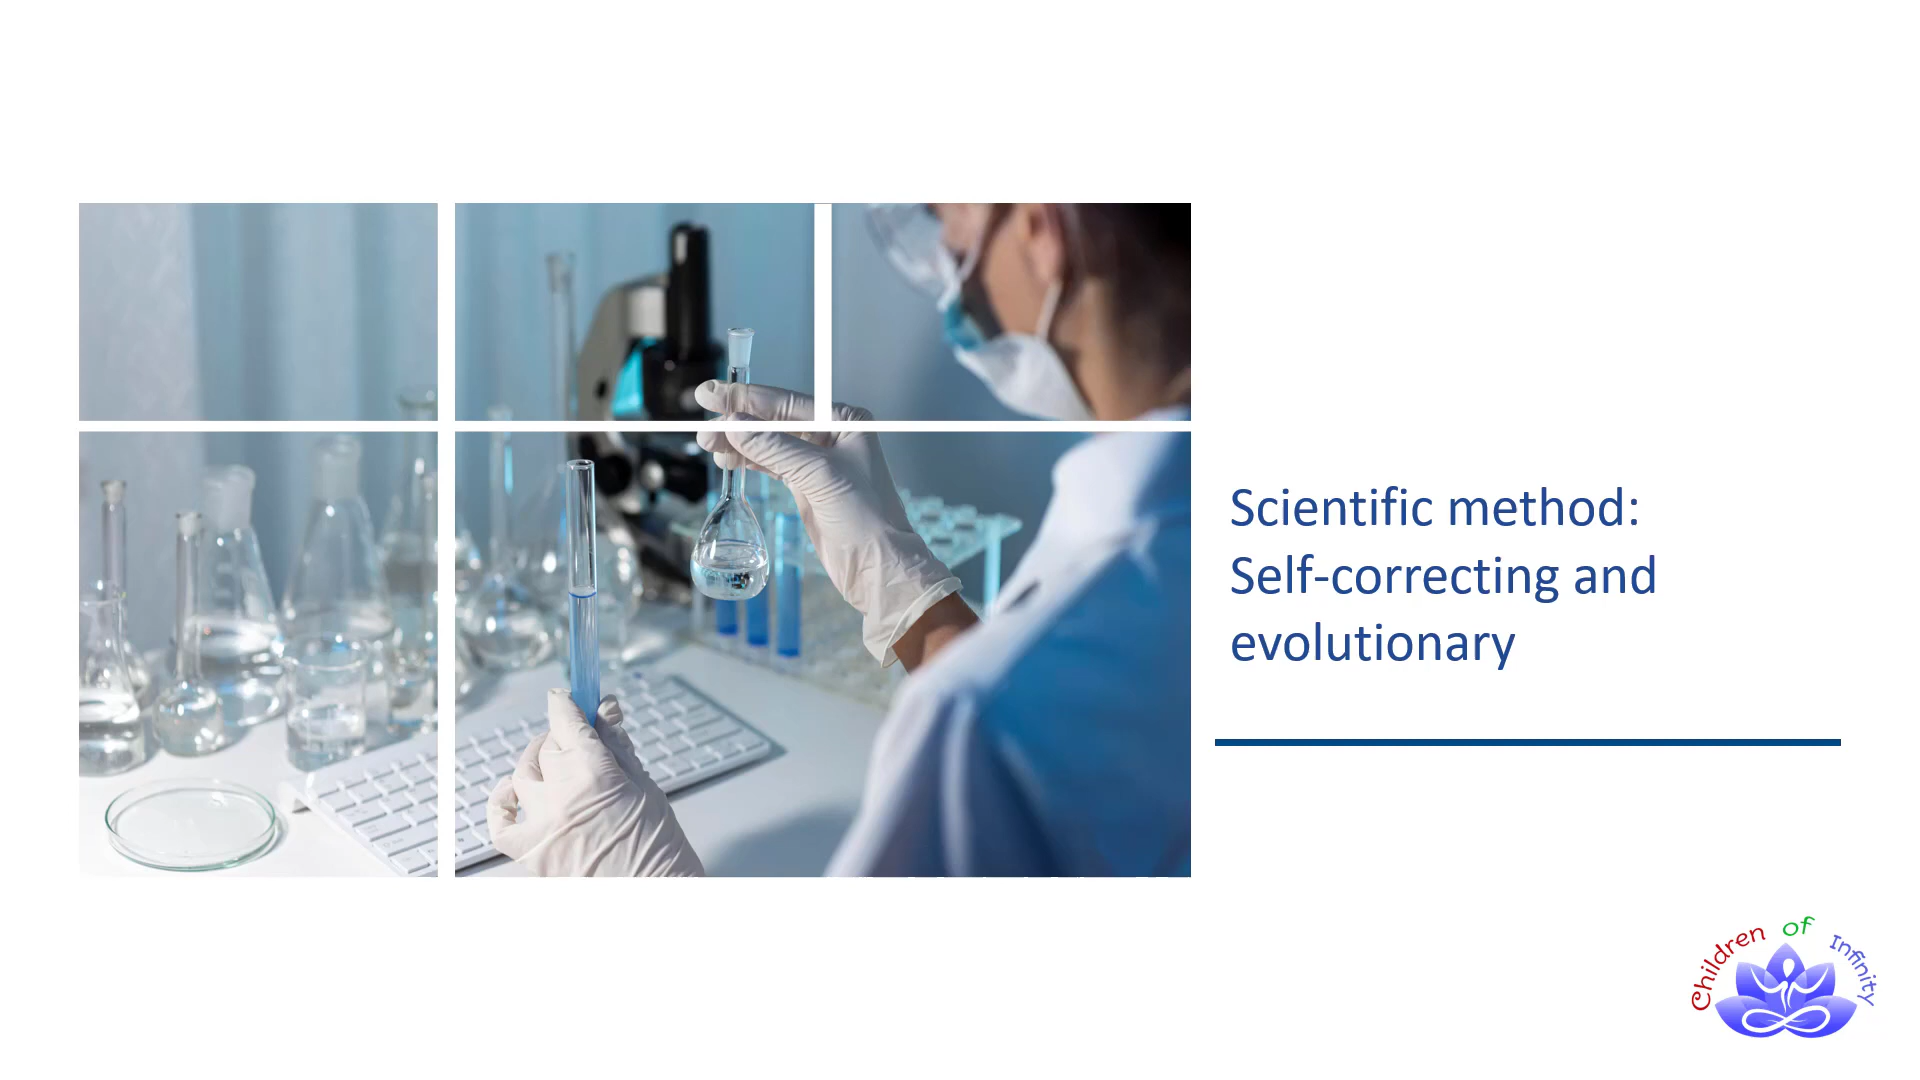 Scientific method:
Self-correcting and
evolutionary
Children of Infinity